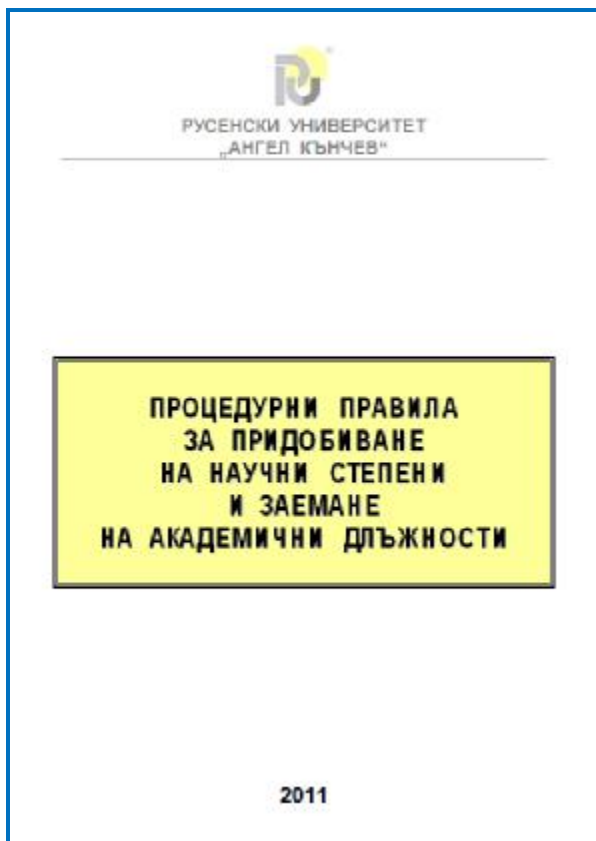 РУСЕНСКИ УНИВЕРСИТЕТ
„АНГЕЛ КЪНЧЕВ“
ПРОЦЕДУРНИ ПРАВИЛА
ЗА ПРИДОБИВАНЕ
НА НАУЧНИ СТЕПЕНИ
И ЗАЕМАНЕ
НА АКАДЕМИЧНИ ДЛЪЖНОСТИ
2011